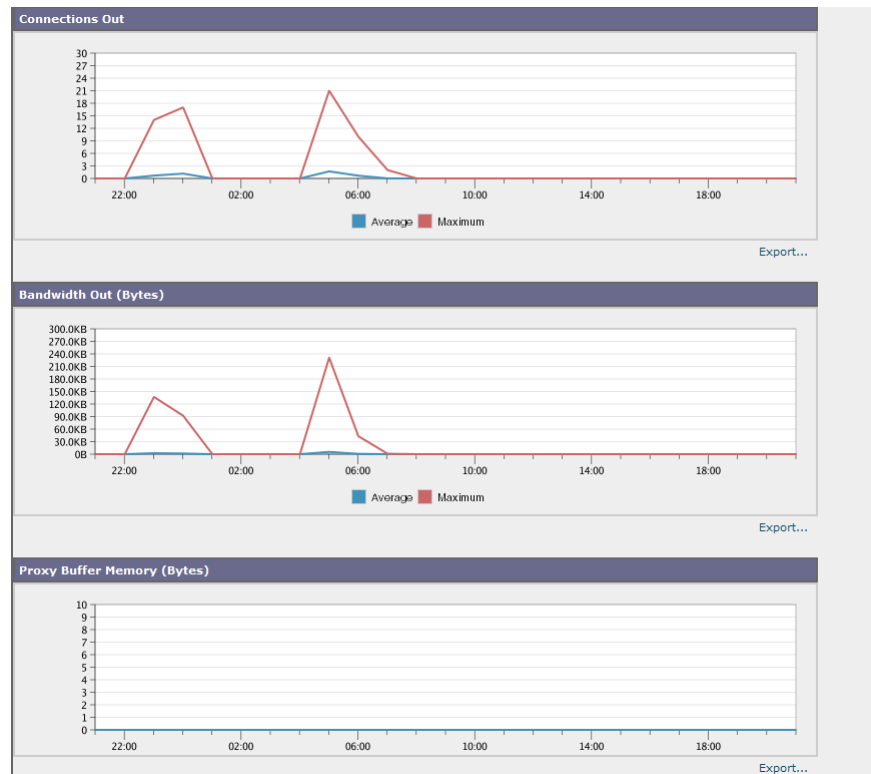 Connections Out
30
27
24
21
18
15
12
9
6
3
0
22:00 02:00 06:00 10:00 14:00 18:00
Average Maximum
Export...
Bandwidth Out (Bytes)
300.0KB
270.0KB
240.0KB
210.0KB
180.0KB
150.0KB
120.0KB
90.0KB
60.0KB
30.0KB
0B
22:00 02:00 06:00 10:00 14:00 18:00
Average Maximum
Export...
Proxy Buffer Memory (Bytes)
10
9
8
7
6
5
4
3
2
1
0
22:00 02:00 06:00 10:00 14:00 18:00
Export...